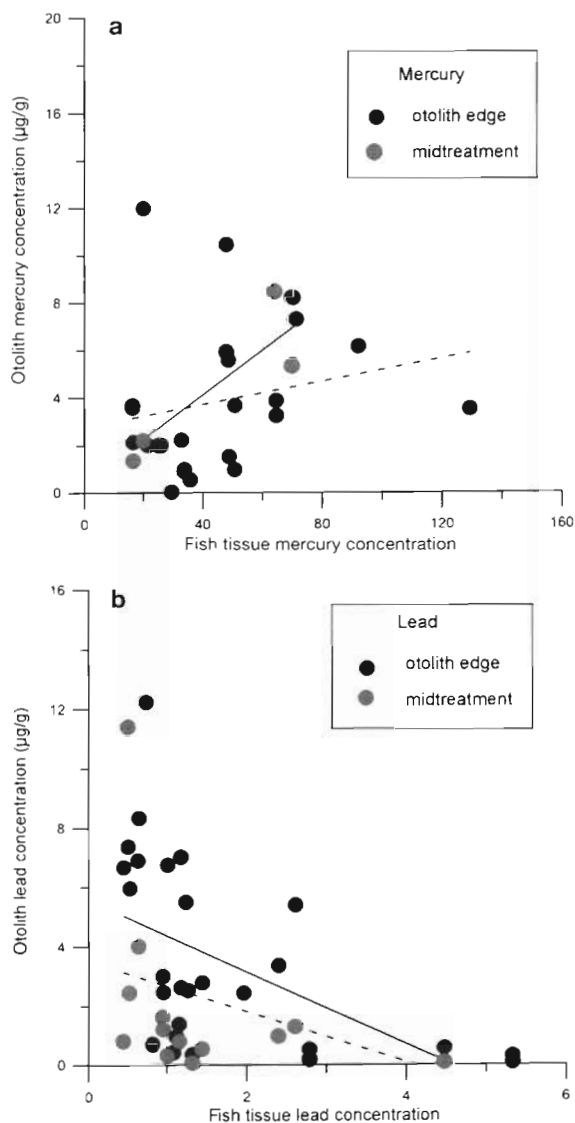 a
20
Mercury
otolith edge
midtreatment
16
12
8
4
0
Otolith mercury concentration (µg/g)
0
40
80
120
160
Fish tissue mercury concentration
b
16
Lead
otolith edge
midtreatment
12
8
4
0
Otolith lead concentration (µg/g)
0
2
4
6
Fish tissue lead concentration